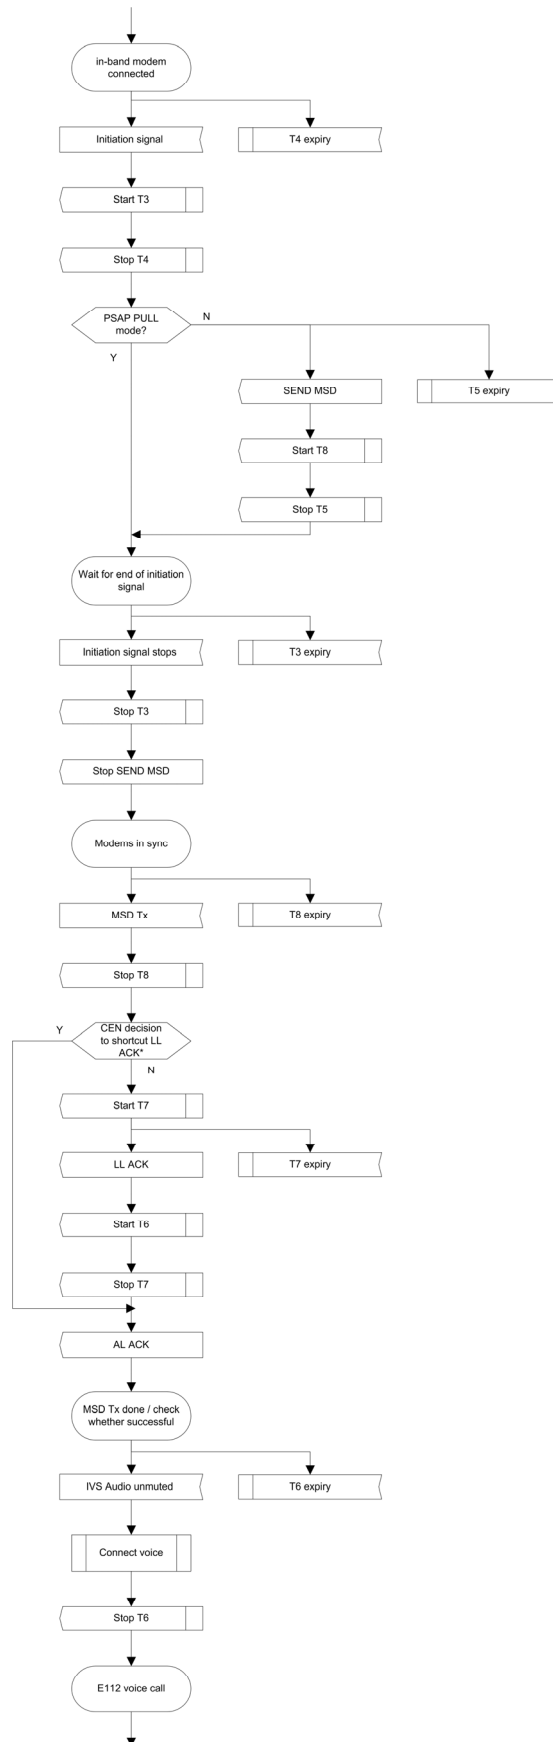 in-band modem
connected
Initiation signal
T4 expiry
Start T3
Stop T4
PSAP PULL
mode?
N
Y
SEND MSD
T5 expiry
Start T8
Stop T5
Wait for end of initiation
signal
Initiation signal stops
T3 expiry
Stop T3
Stop SEND MSD
Modems in sync
MSD Tx
T8 expiry
Stop T8
Y
CEN decision
to shortcut LL
ACK*
N
Start T7
LL ACK
T7 expiry
Start T6
Stop T7
AL ACK
MSD Tx done / check
whether successful
IVS Audio unmuted
T6 expiry
Connect voice
Stop T6
E112 voice call